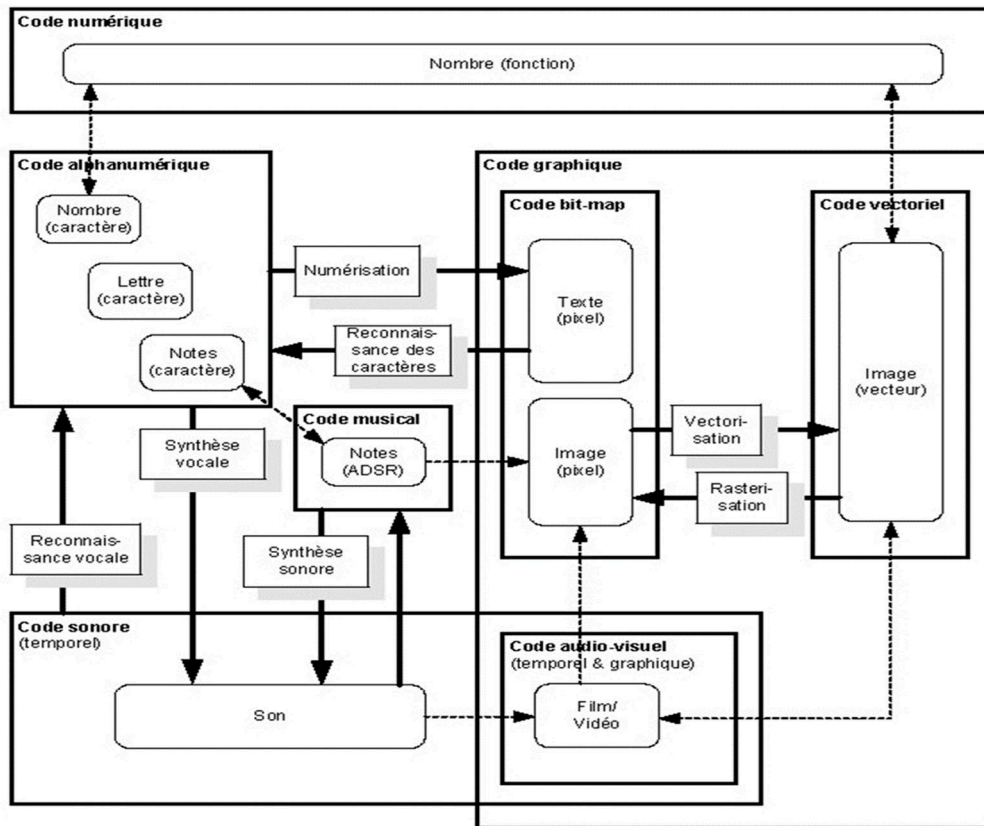 Code numérique
Nombre (fonction)
Code alphanumérique
Nombre
(caractère)
Lettre
(caractère)
Notes
(caractère)
Numérisation
Reconnais-
sance des
caractères
Code graphique
Code bit-map
Texte
(pixel)
Image
(pixel)
Code vectoriel
Image
(vecteur)
Vectori-
sation
Rasteri-
sation
Code musical
Notes
(ADSR)
Synthèse
vocale
Reconnais-
sance vocale
Synthèse
sonore
Code sonore
(temporel)
Son
Code audio-visuel
(temporel & graphique)
Film/
Vidéo